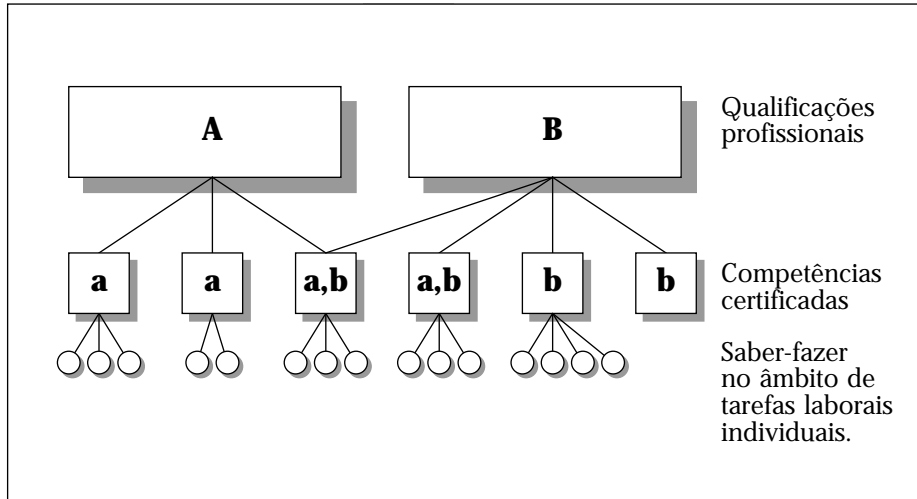 A B
Qualificações
profissionais
a a a,b a,b b b
Competências
certificadas
Saber-fazer
no âmbito de
tarefas laborais
individuais.